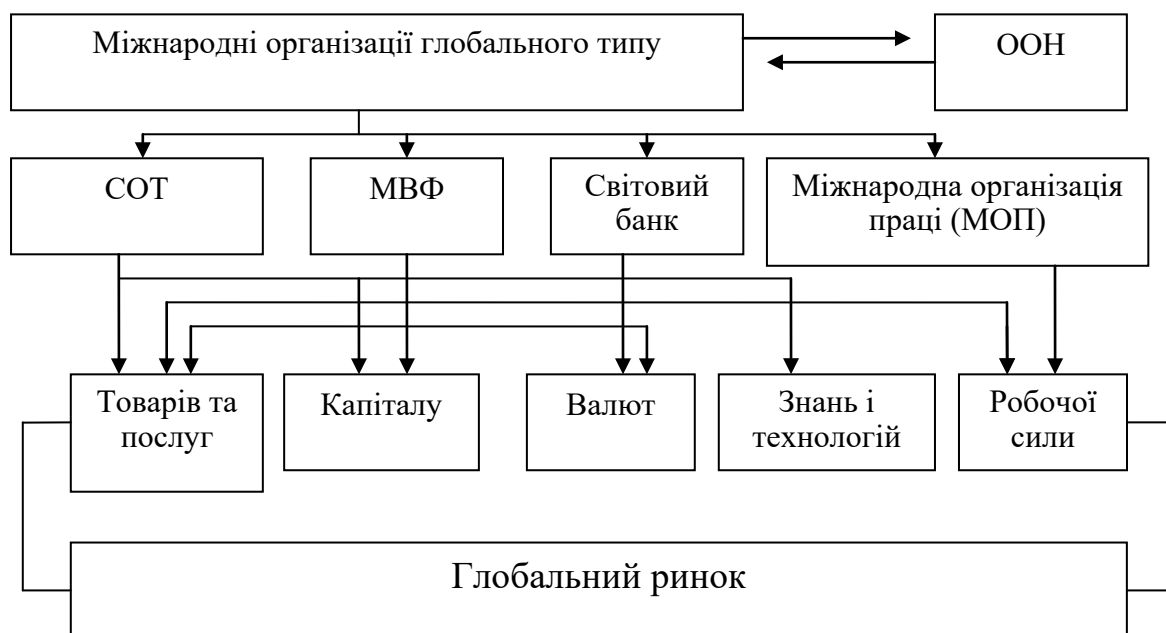 Міжнародні організації глобального типу
ООН
СОТ
МВФ
Світовий
банк
Міжнародна організація
праці (МОП)
Товарів та
послуг
Капіталу
Валют
Знань і
технологій
Робочої
сили
Глобальний ринок